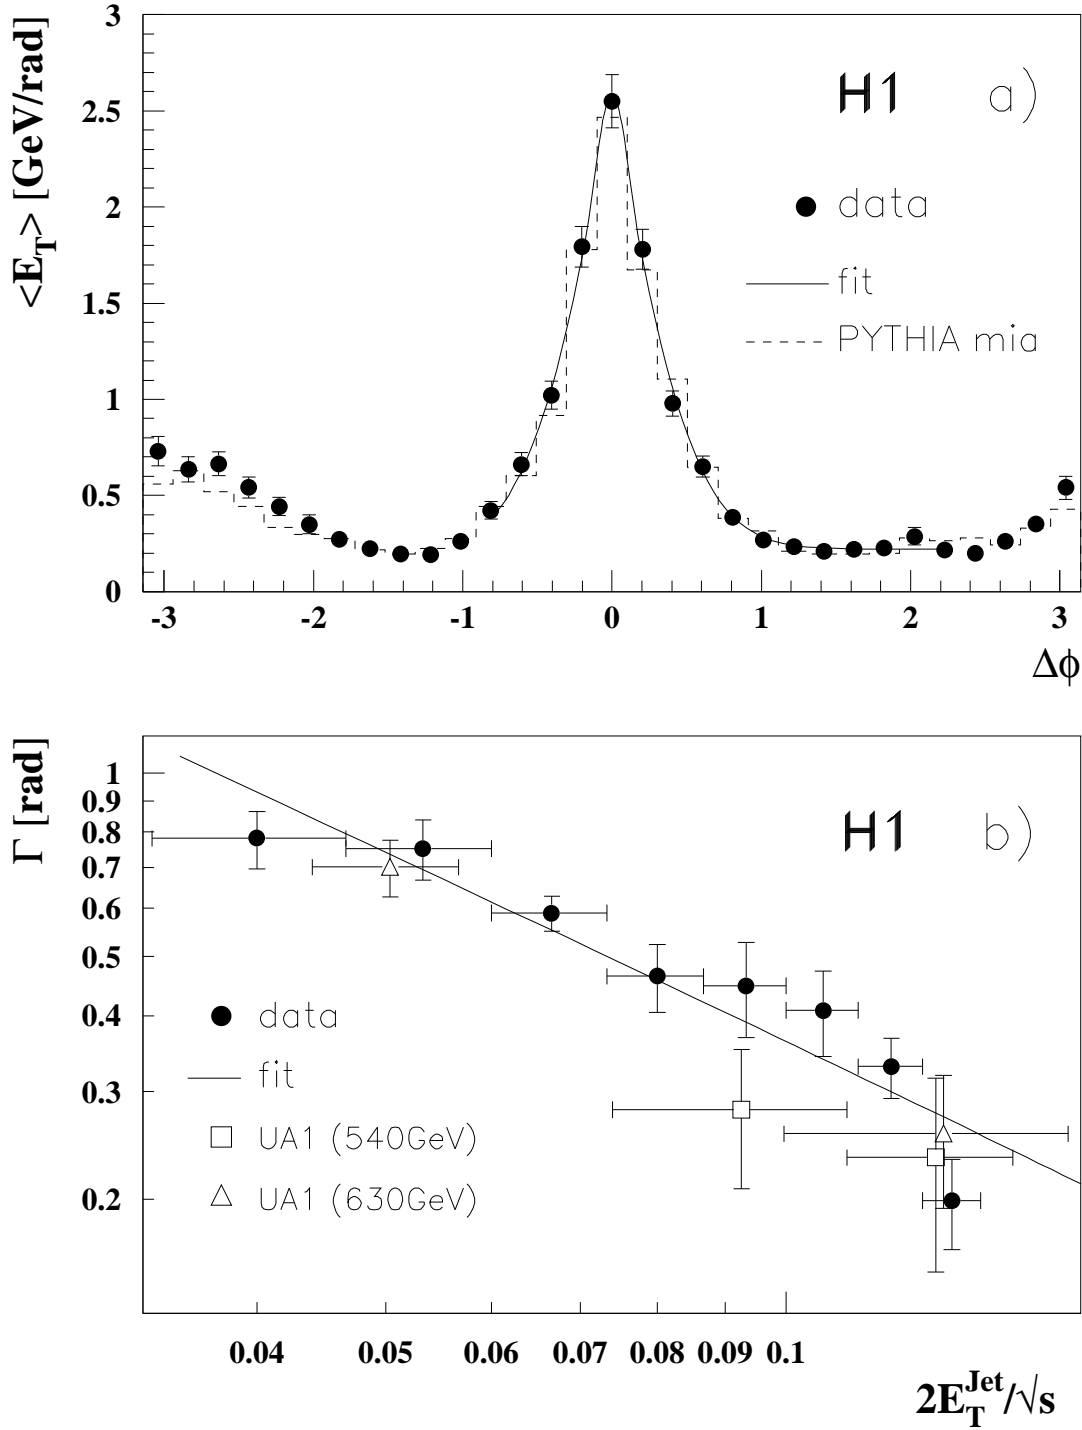 <E_T> [GeV/rad]
3
2.5
2
1.5
1
0.5
0
H1 a)
data
fit
PYTHIA mia
-3 -2 -1 0 1 2 3
Δϕ
Γ [rad]
1
0.9
0.8
0.7
0.6
0.5
0.4
0.3
0.2
H1 b)
data
fit
UA1 (540GeV)
UA1 (630GeV)
0.04 0.05 0.06 0.07 0.08 0.09 0.1
2E_T^Jet/√s